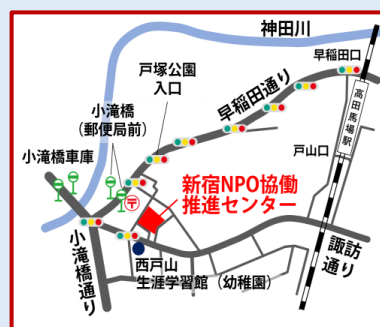 神田川
早稲田口
戸塚公園
入口
早稲田通り
高田馬場駅
小滝橋
（郵便局前）
小滝橋車庫
戸山口
新宿NPO協働
推進センター
小滝橋通り
西戸山
生涯学習館（幼稚園）
諏訪
通り